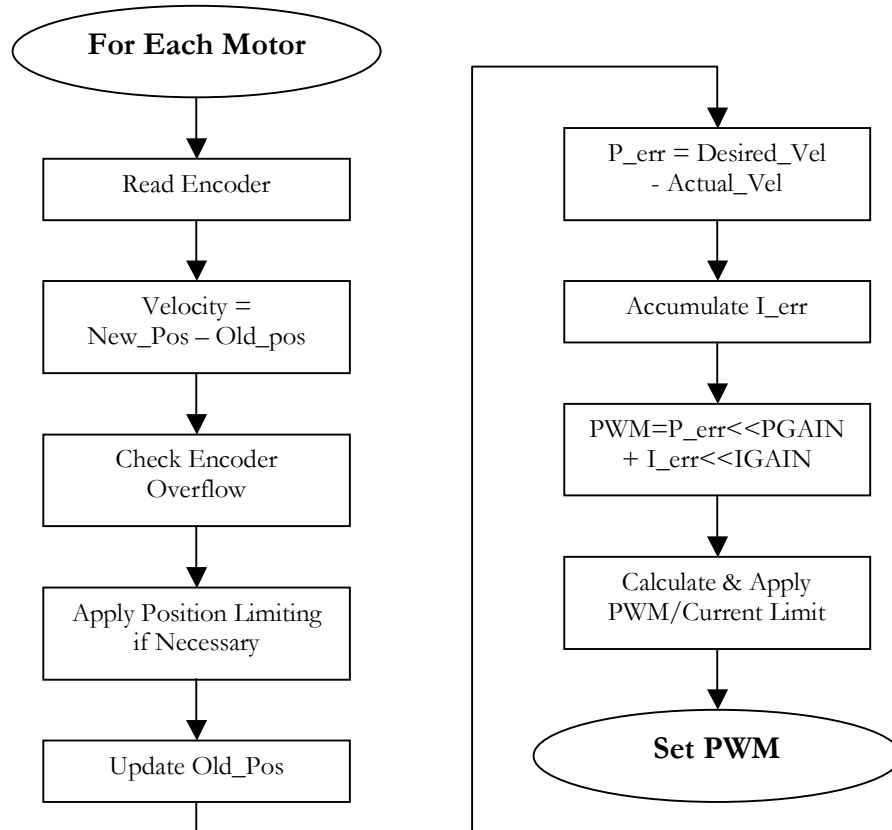 For Each Motor
Read Encoder
Velocity =
New_Pos – Old_pos
Check Encoder
Overflow
Apply Position Limiting
if Necessary
Update Old_Pos
P_err = Desired_Vel
- Actual_Vel
Accumulate I_err
PWM=P_err<<PGAIN
+ I_err<<IGAIN
Calculate & Apply
PWM/Current Limit
Set PWM